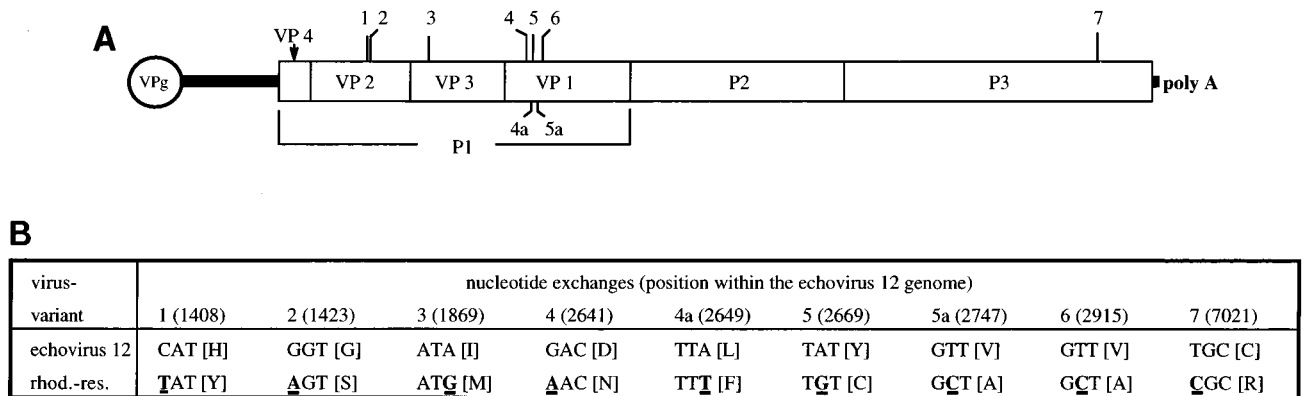 A
1 2 3 4 5 6 7
VP 4
VPg VP 2 VP 3 VP 1 P2 P3 poly A
4a 5a
P1
B
virus- nucleotide exchanges (position within the echovirus 12 genome)
variant 1 (1408) 2 (1423) 3 (1869) 4 (2641) 4a (2649) 5 (2669) 5a (2747) 6 (2915) 7 (7021)
echovirus 12 CAT [H] GGT [G] ATA [I] GAC [D] TTA [L] TAT [Y] GTT [V] GTT [V] TGC [C]
rhod.-res. TAT [Y] AGT [S] ATG [M] AAC [N] TTT [F] TGT [C] GCT [A] GCT [A] CGC [R]